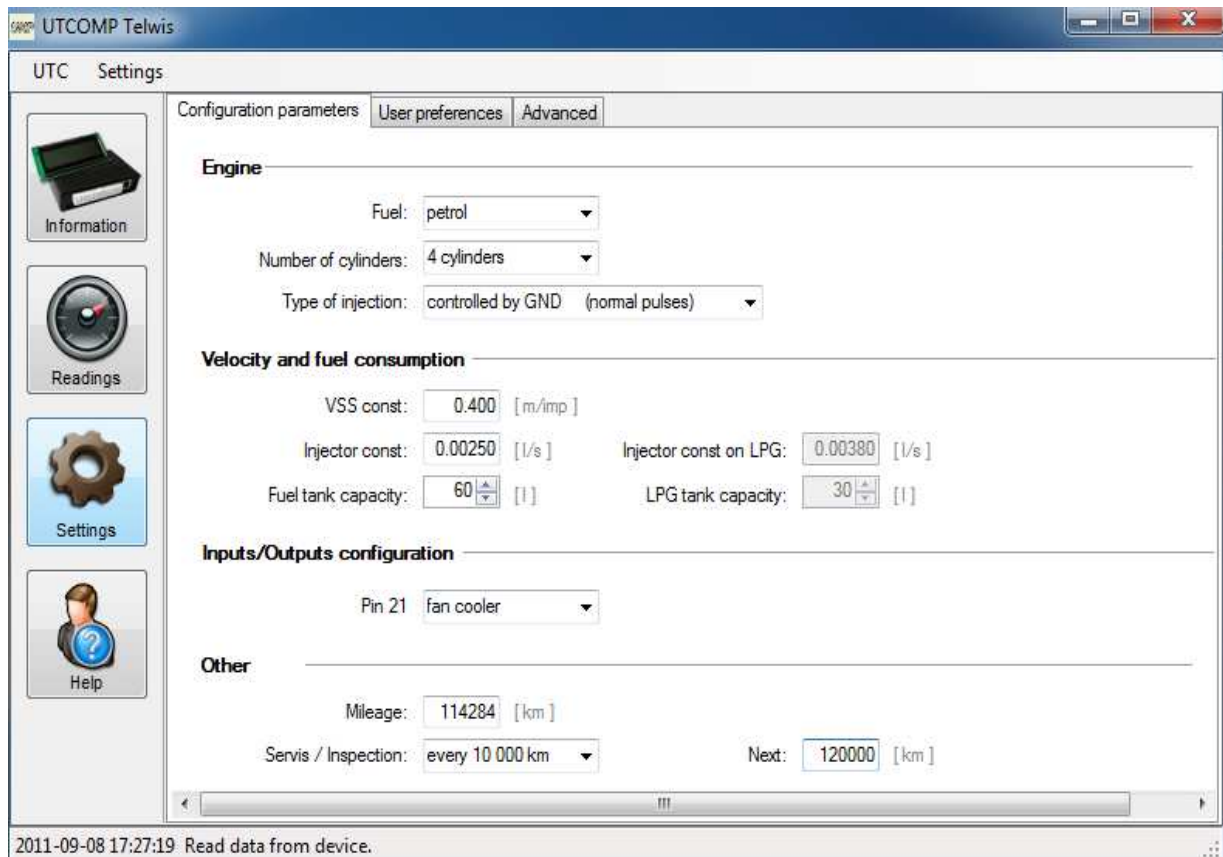 UTCOMP Telwis
UTC Settings
Configuration parameters User preferences Advanced
Information
Readings
Settings
Help
Engine
Fuel: petrol
Number of cylinders: 4 cylinders
Type of injection: controlled by GND (normal pulses)
Velocity and fuel consumption
VSS const: 0.400 [ m/imp ]
Injector const: 0.00250 [ l/s ] Injector const on LPG: 0.00380 [ l/s ]
Fuel tank capacity: 60 [ l ] LPG tank capacity: 30 [ l ]
Inputs/Outputs configuration
Pin 21 fan cooler
Other
Mileage: 114284 [ km ]
Servis / Inspection: every 10 000 km Next: 120000 [ km ]
2011-09-08 17:27:19 Read data from device.